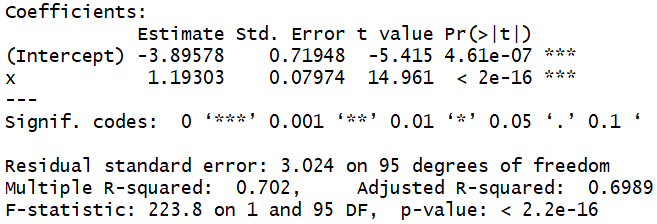 Coefficients:
            Estimate Std. Error t value Pr(>|t|)
(Intercept) -3.89578    0.71948  -5.415 4.61e-07 ***
x            1.19303    0.07974  14.961  < 2e-16 ***
---
Signif. codes:  0 ‘***’ 0.001 ‘**’ 0.01 ‘*’ 0.05 ‘.’ 0.1 ‘
Residual standard error: 3.024 on 95 degrees of freedom
Multiple R-squared:  0.702,     Adjusted R-squared:  0.6989
F-statistic: 223.8 on 1 and 95 DF,  p-value: < 2.2e-16